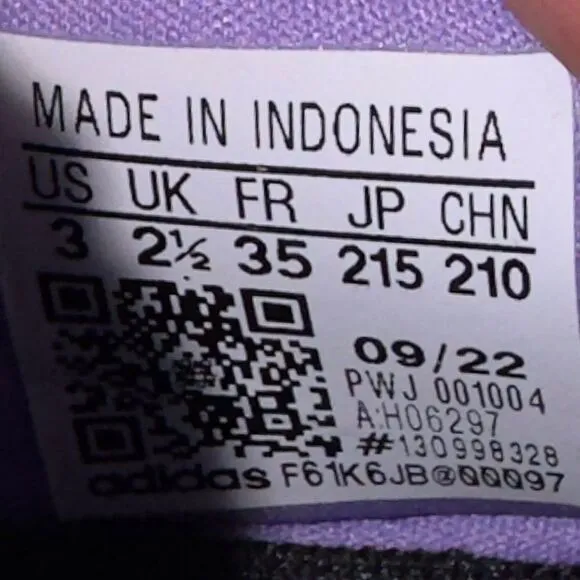 MADE IN INDONESIA
US UK FR JP CHN
3 2½ 35 215 210
09/22
PWJ 001004
A:H06297
#130998328
adidas F61K6JB@00097